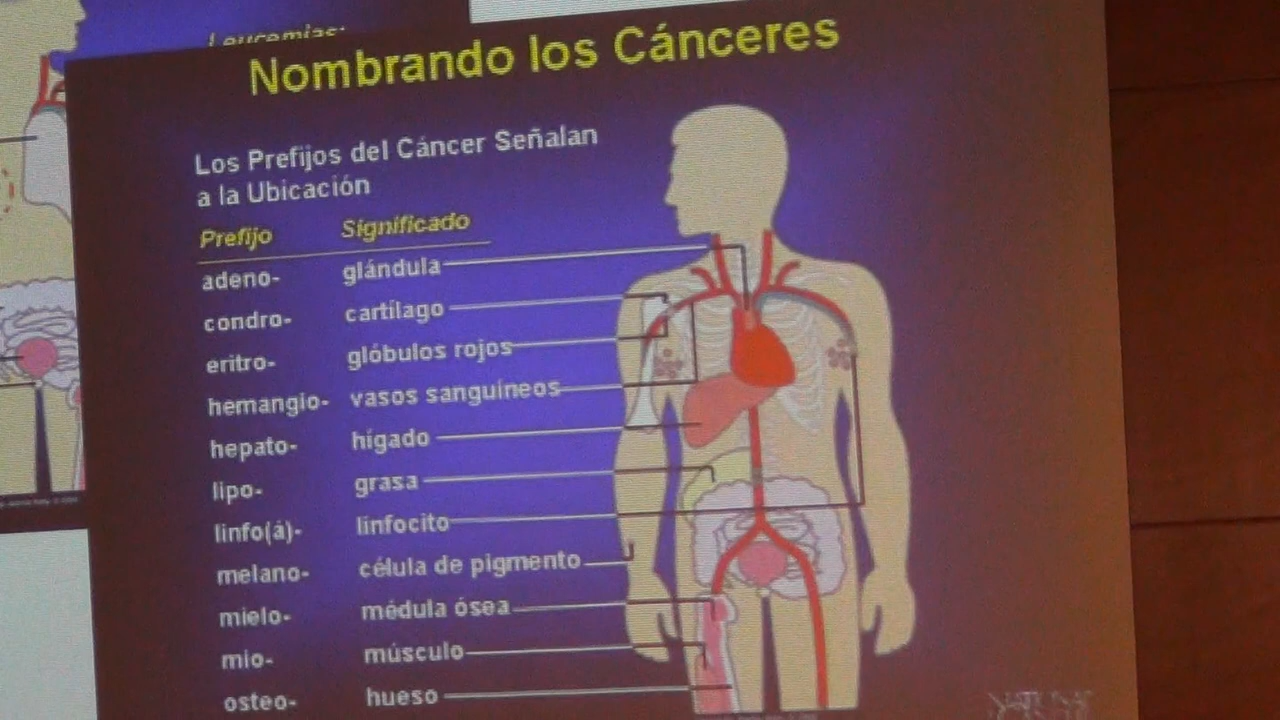 Leucemias:
Nombrando los Cánceres
Los Prefijos del Cáncer Señalan
a la Ubicación
Prefijo Significado
adeno- glándula
condro- cartílago
eritro- glóbulos rojos
hemangio- vasos sanguíneos
hepato- hígado
lipo- grasa
linfo(á)- linfocito
melano- célula de pigmento
mielo- médula ósea
mio- músculo
osteo- hueso